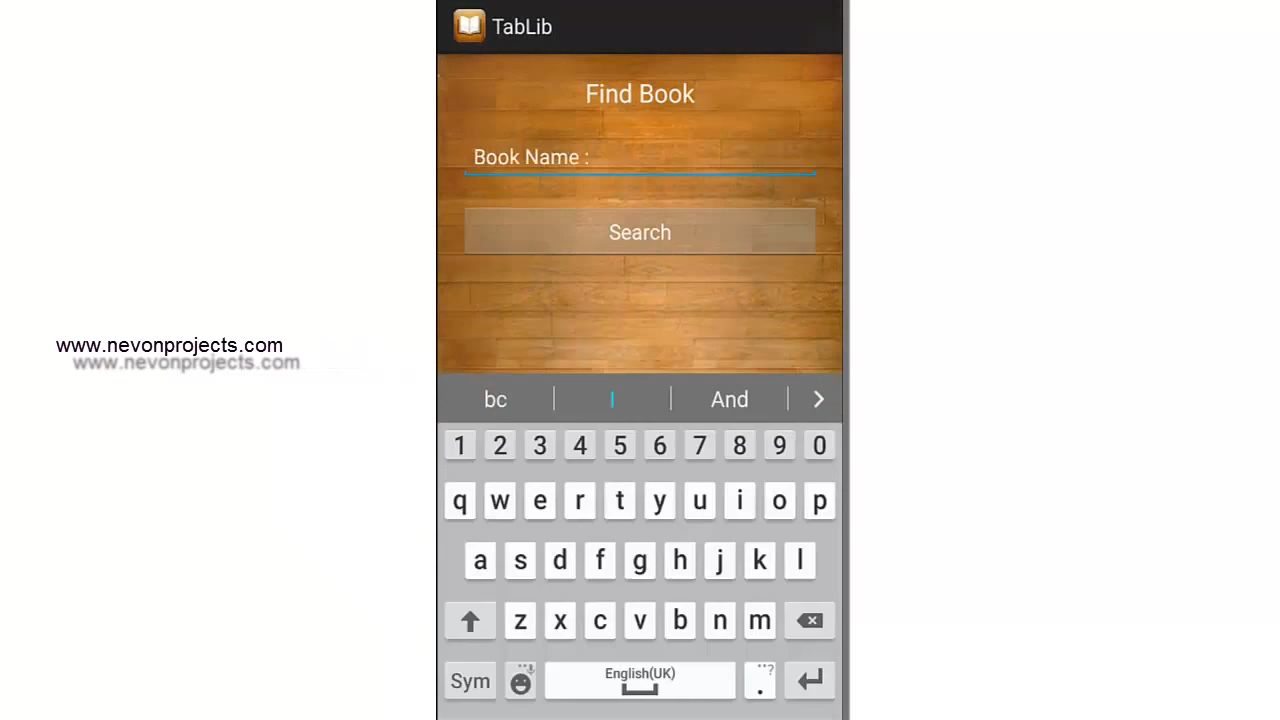 TabLib
Find Book
Book Name :
Search
www.nevonprojects.com
www.nevonprojects.com
bc I And
1 2 3 4 5 6 7 8 9 0
q w e r t y u i o p
a s d f g h j k l
z x c v b n m
Sym English(UK) . ?